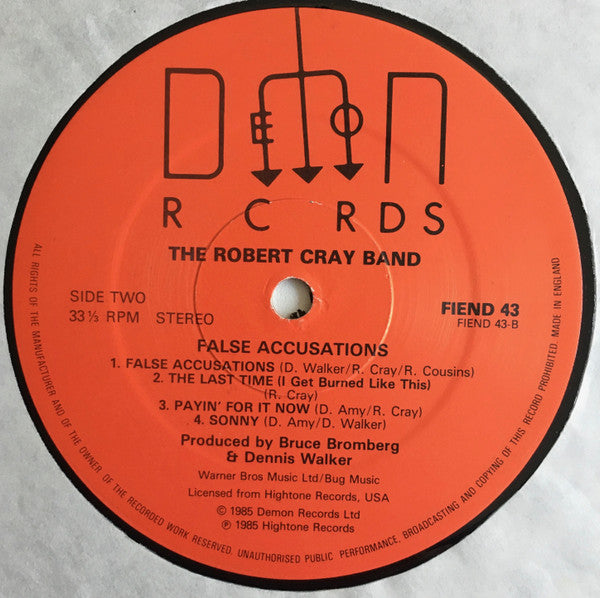 DEMON
RECORDS
THE ROBERT CRAY BAND
SIDE TWO
33 ⅓ RPM STEREO
FIEND 43
FIEND 43-B
FALSE ACCUSATIONS
1. FALSE ACCUSATIONS (D. Walker/R. Cray/R. Cousins)
2. THE LAST TIME (I Get Burned Like This)
(R. Cray)
3. PAYIN' FOR IT NOW (D. Amy/R. Cray)
4. SONNY (D. Amy/D. Walker)
Produced by Bruce Bromberg
& Dennis Walker
Warner Bros Music Ltd/Bug Music
Licensed from Hightone Records, USA
© 1985 Demon Records Ltd
℗ 1985 Hightone Records
ALL RIGHTS OF THE MANUFACTURER AND OF THE OWNER OF THE RECORDED WORK RESERVED. UNAUTHORISED PUBLIC PERFORMANCE, BROADCASTING AND COPYING OF THIS RECORD PROHIBITED. MADE IN ENGLAND